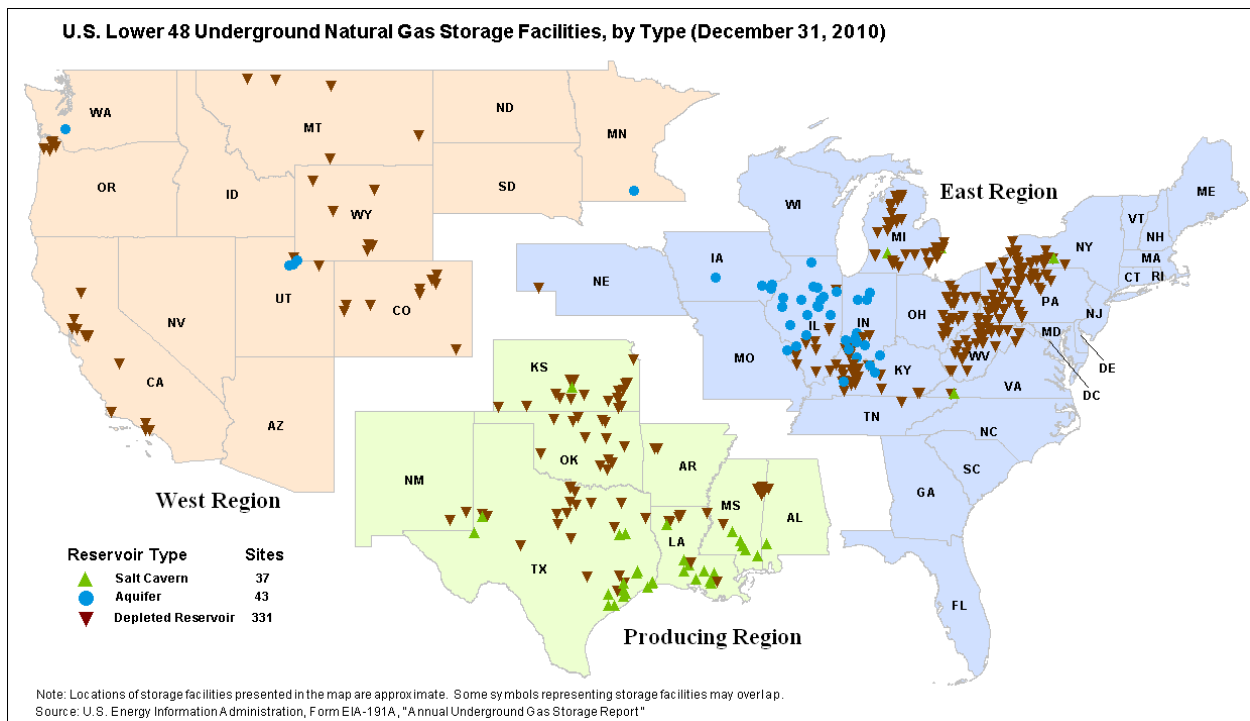 U.S. Lower 48 Underground Natural Gas Storage Facilities, by Type (December 31, 2010)
WA
MT
ND
MN
OR
ID
WY
SD
NV
UT
CO
CA
AZ
West Region
East Region
WI
MI
IA
NE
IL
IN
OH
MO
KY
WV
TN
VA
NC
SC
GA
FL
PA
NY
VT
NH
ME
MA
CT
RI
NJ
MD
DE
DC
KS
OK
NM
TX
AR
LA
MS
AL
Producing Region
Reservoir Type Sites
Salt Cavern 37
Aquifer 43
Depleted Reservoir 331
Note: Locations of storage facilities presented in the map are approximate. Some symbols representing storage facilities may overlap.
Source: U.S. Energy Information Administration, Form EIA-191A, "Annual Underground Gas Storage Report"